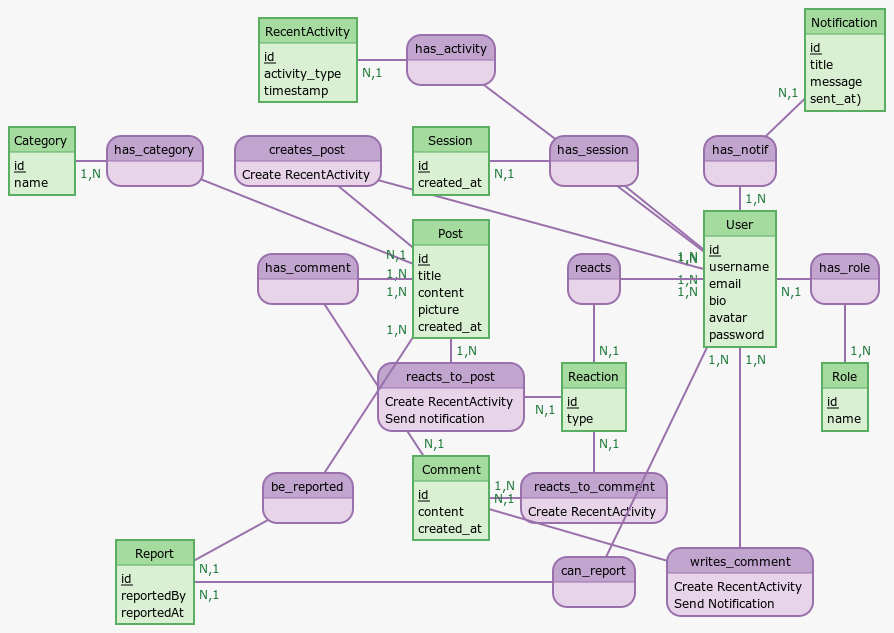 Notification
id
title
message
sent_at)
N,1
RecentActivity
id
activity_type
timestamp
N,1
has_activity
Category
id
name
1,N
has_category
creates_post
Create RecentActivity
Session
id
created_at
N,1
has_session
has_notif
1,N
Post
id
title
content
picture
created_at
N,1
1,N
1,N
1,N
1,N
User
id
username
email
bio
avatar
password
1,N
1,N
1,N
1,N
N,1
1,N
1,N
has_comment
reacts
N,1
has_role
1,N
reacts_to_post
Create RecentActivity
Send notification
N,1
Reaction
id
type
N,1
Role
id
name
N,1
Comment
id
content
created_at
1,N
N,1
be_reported
reacts_to_comment
Create RecentActivity
Report
id
reportedBy
reportedAt
N,1
N,1
can_report
writes_comment
Create RecentActivity
Send Notification